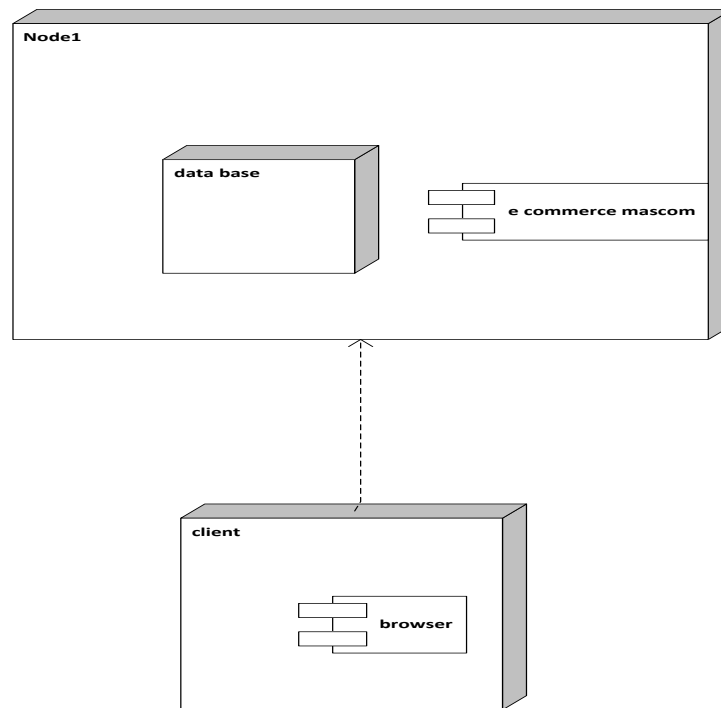 Node1
data base
e commerce mascom
client
browser